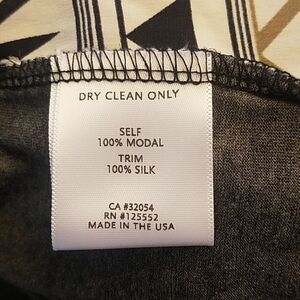 DRY CLEAN ONLY
SELF
100% MODAL
TRIM
100% SILK
CA #32054
RN #125552
MADE IN THE USA